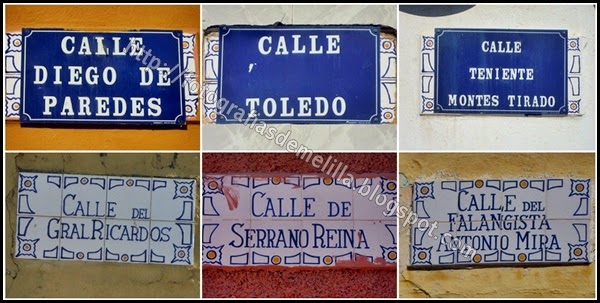 CALLE
DIEGO DE
PAREDES
CALLE
TOLEDO
CALLE
TENIENTE
MONTES TIRADO
CALLE DEL
GRAL RICARDOS
CALLE DE
SERRANO REINA
CALLE DEL
FALANGISTA
ANTONIO MIRA
http://fotografiasdemelilla.blogspot.com